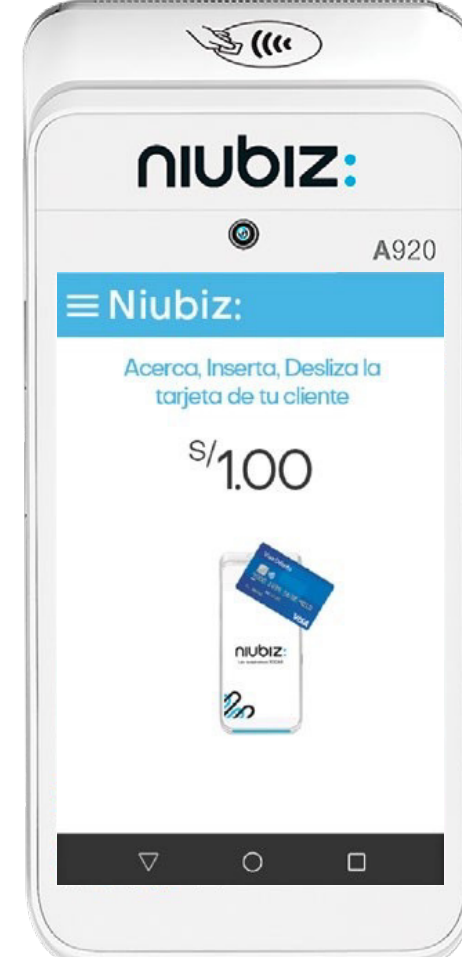 niubiz:
A920
Niubiz:
Acerca, Inserta, Desliza la
tarjeta de tu cliente
S/1.00
niubiz:
VISA